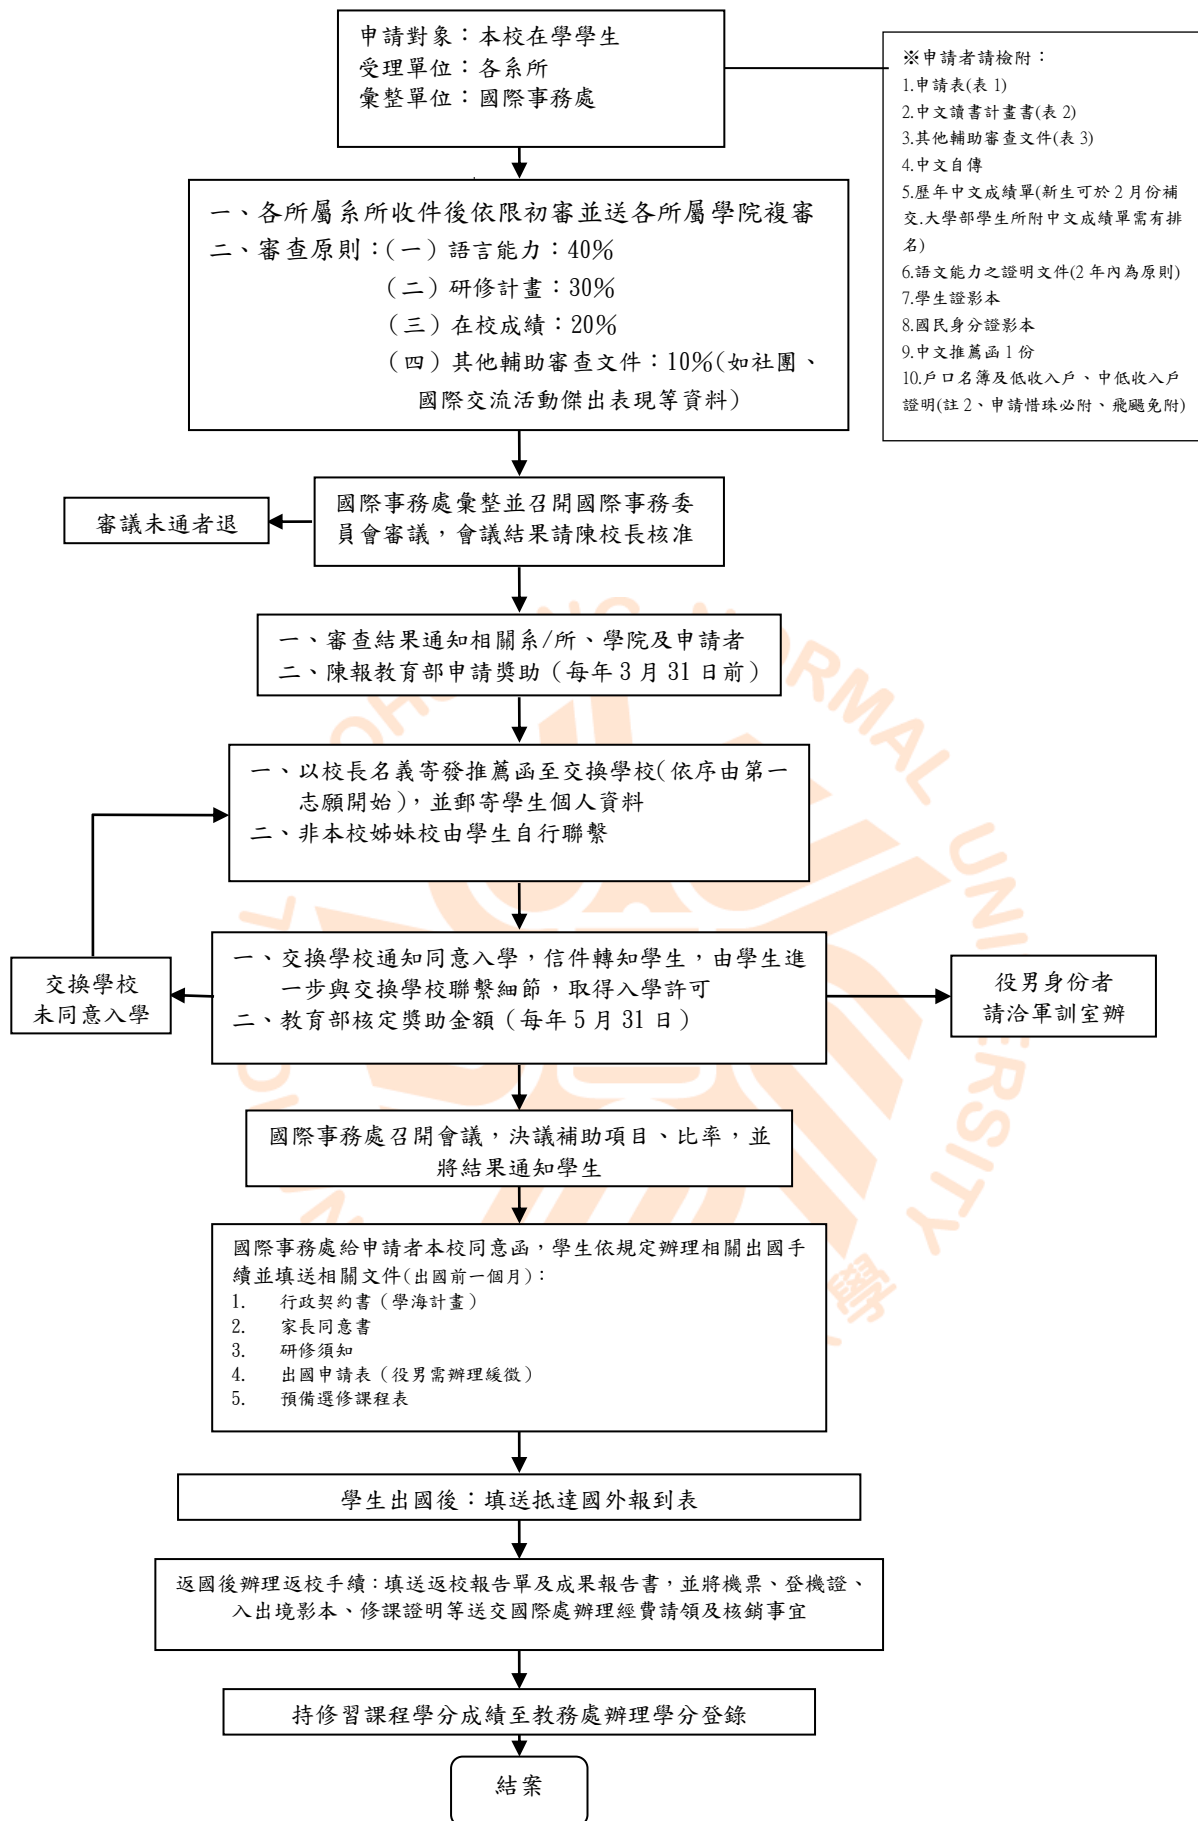 申請對象：本校在學學生
受理單位：各系所
彙整單位：國際事務處
※申請者請檢附：
1.申請表(表 1)
2.中文讀書計畫書(表 2)
3.其他輔助審查文件(表 3)
4.中文自傳
5.歷年中文成績單(新生可於 2 月份補
交.大學部學生所附中文成績單需有排
名)
6.語文能力之證明文件(2 年內為原則)
7.學生證影本
8.國民身分證影本
9.中文推薦函 1 份
10.戶口名簿及低收入戶、中低收入戶
證明(註 2、申請惜珠必附、飛颺免附)
一、各所屬系所收件後依限初審並送各所屬學院複審
二、審查原則：(一)語言能力：40%
(二)研修計畫：30%
(三)在校成績：20%
(四)其他輔助審查文件：10%(如社團、
國際交流活動傑出表現等資料)
國際事務處彙整並召開國際事務委
員會審議，會議結果請陳校長核准
審議未通者退
一、審查結果通知相關系/所、學院及申請者
二、陳報教育部申請獎助（每年 3 月 31 日前）
一、以校長名義寄發推薦函至交換學校(依序由第一
志願開始)，並郵寄學生個人資料
二、非本校姊妹校由學生自行聯繫
交換學校
未同意入學
一、交換學校通知同意入學，信件轉知學生，由學生進
一步與交換學校聯繫細節，取得入學許可
二、教育部核定獎助金額（每年 5 月 31 日）
役男身份者
請洽軍訓室辦
國際事務處召開會議，決議補助項目、比率，並
將結果通知學生
國際事務處給申請者本校同意函，學生依規定辦理相關出國手
續並填送相關文件(出國前一個月)：
1. 行政契約書（學海計畫）
2. 家長同意書
3. 研修須知
4. 出國申請表（役男需辦理緩徵）
5. 預備選修課程表
學生出國後：填送抵達國外報到表
返國後辦理返校手續：填送返校報告單及成果報告書，並將機票、登機證、
入出境影本、修課證明等送交國際處辦理經費請領及核銷事宜
持修習課程學分成績至教務處辦理學分登錄
結案